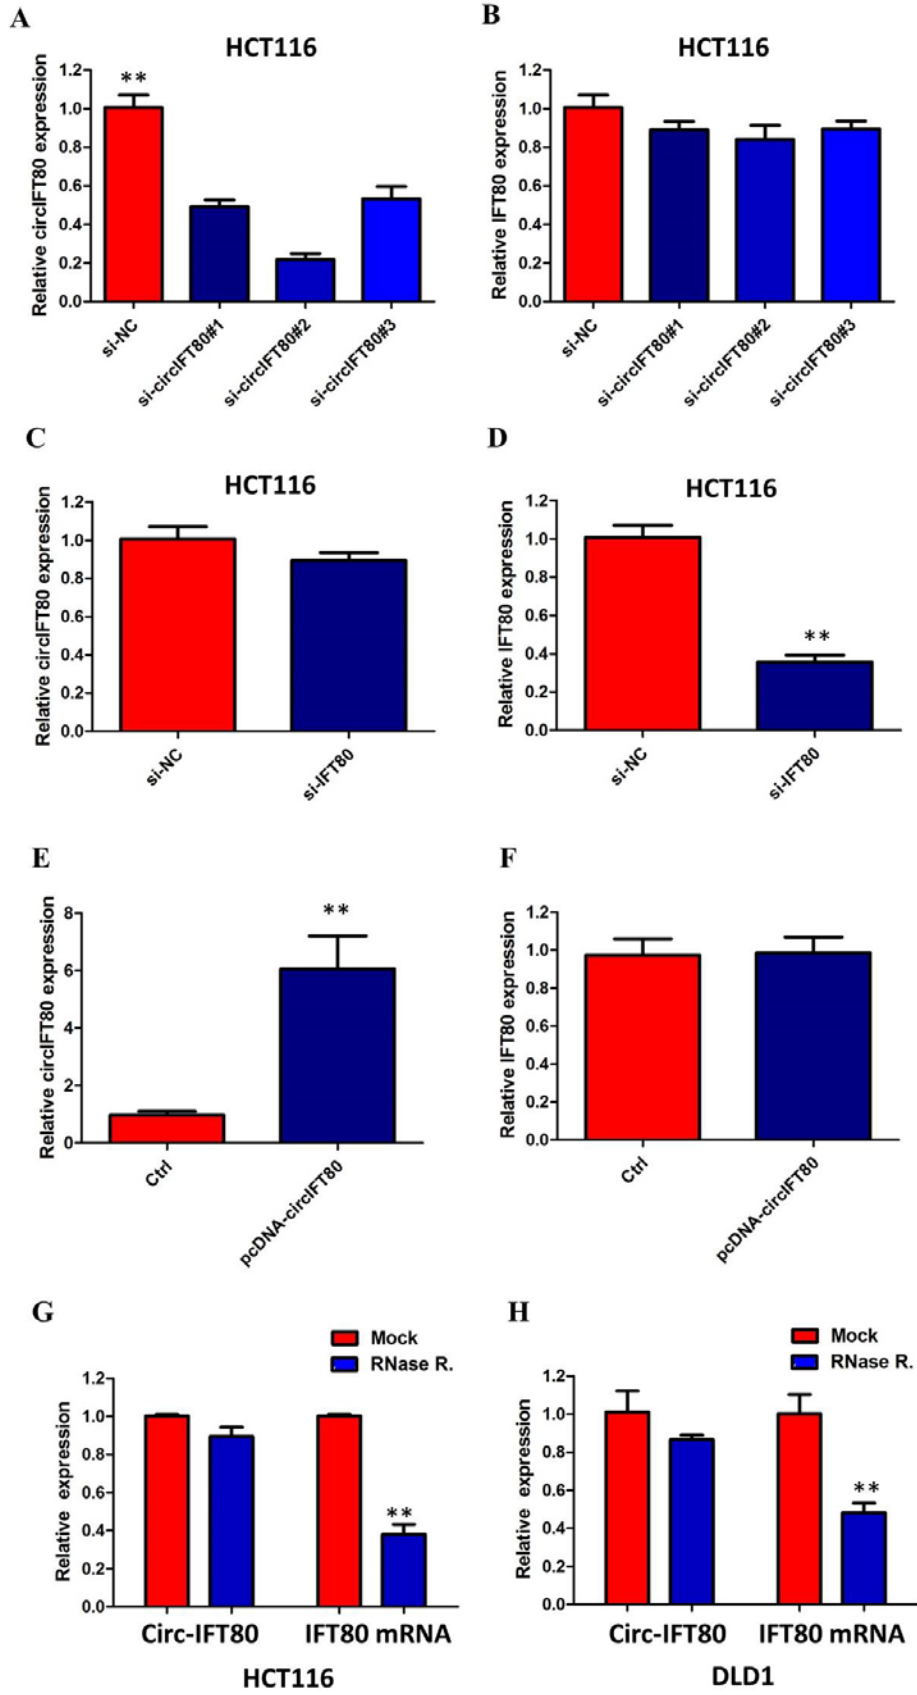 A
HCT116
**
Relative circIFT80 expression
1.2
1.0
0.8
0.6
0.4
0.2
0.0
si-NC
si-circIFT80#1
si-circIFT80#2
si-circIFT80#3
B
HCT116
Relative IFT80 expression
1.2
1.0
0.8
0.6
0.4
0.2
0.0
si-NC
si-circIFT80#1
si-circIFT80#2
si-circIFT80#3
C
HCT116
Relative circIFT80 expression
1.2
1.0
0.8
0.6
0.4
0.2
0.0
si-NC
si-IFT80
D
HCT116
Relative IFT80 expression
1.2
1.0
0.8
0.6
0.4
0.2
0.0
**
si-NC
si-IFT80
E
Relative circIFT80 expression
8
6
4
2
0
**
Ctrl
pcDNA-circIFT80
F
Relative IFT80 expression
1.2
1.0
0.8
0.6
0.4
0.2
0.0
Ctrl
pcDNA-circIFT80
G
Mock
RNase R.
Relative expression
1.2
1.0
0.8
0.6
0.4
0.2
0.0
**
Circ-IFT80
IFT80 mRNA
HCT116
H
Mock
RNase R.
Relative expression
1.2
1.0
0.8
0.6
0.4
0.2
0.0
**
Circ-IFT80
IFT80 mRNA
DLD1